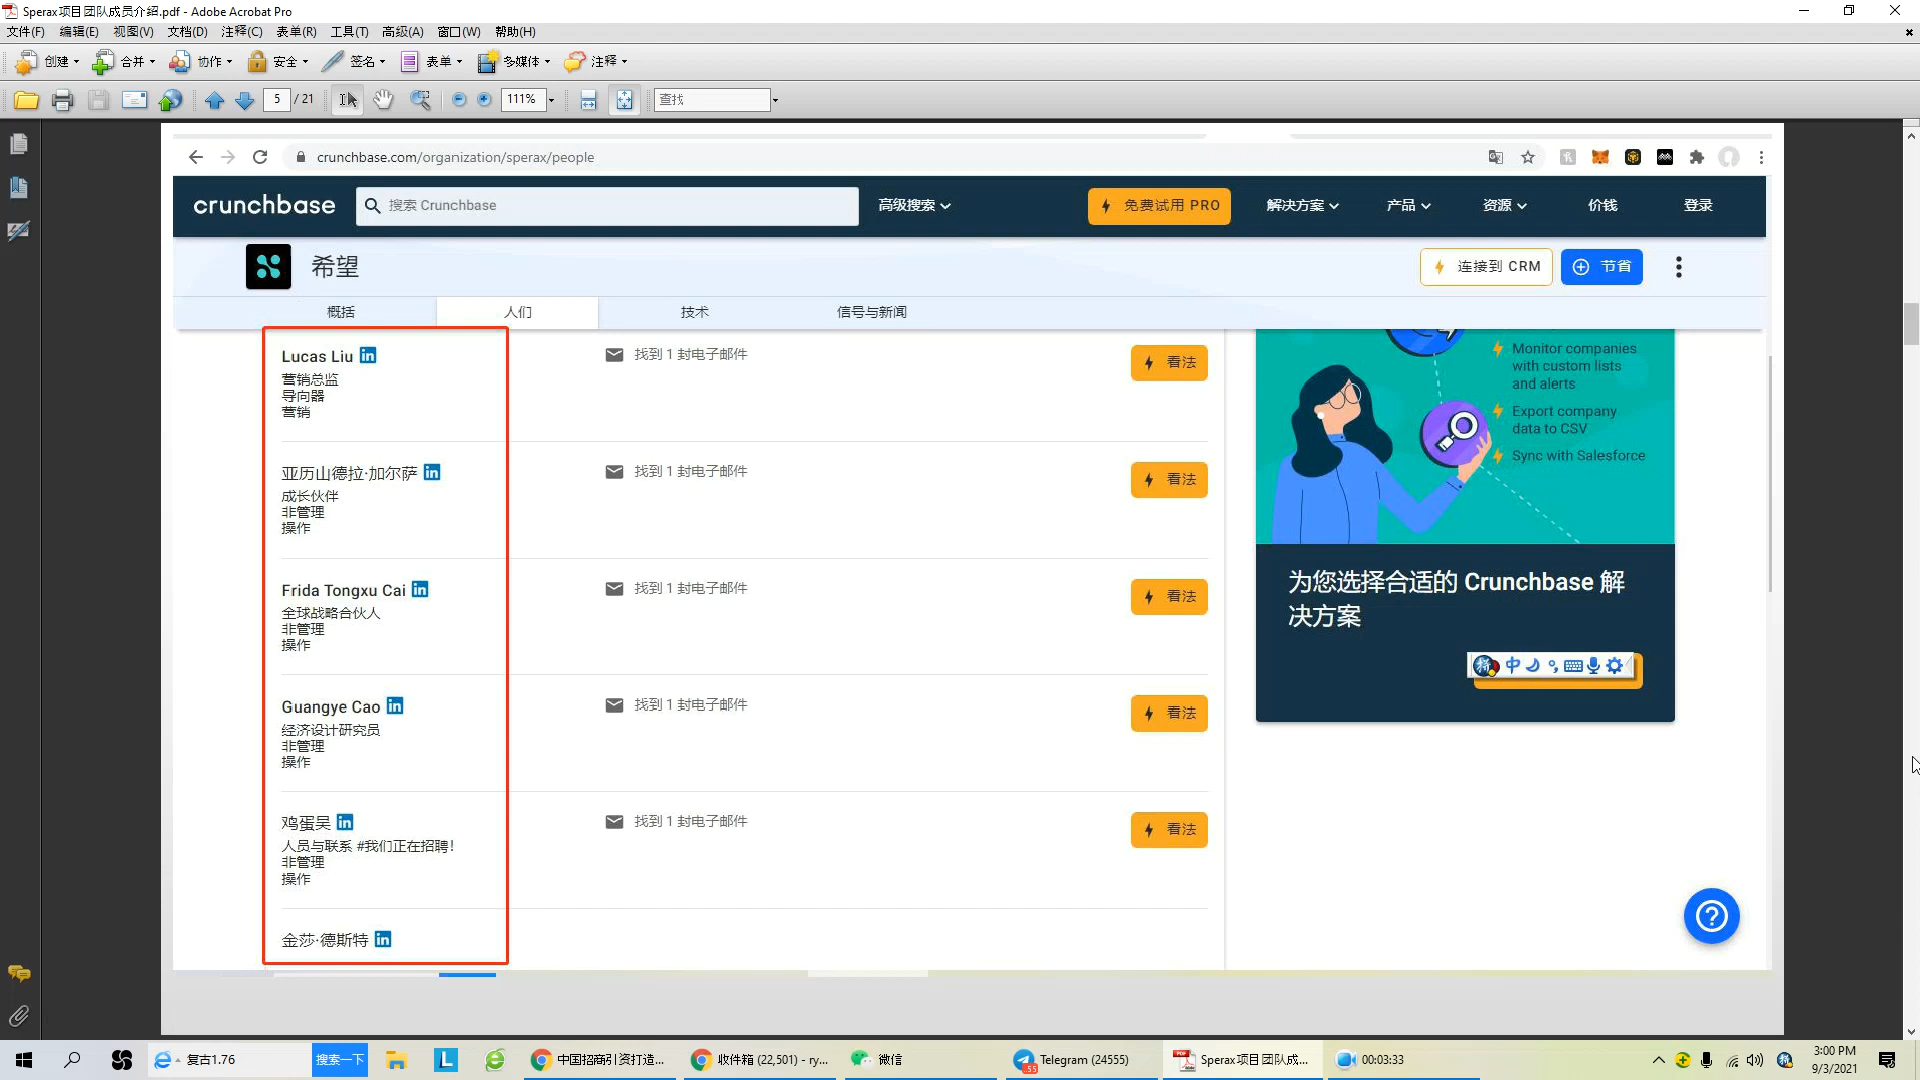 Sperax项目团队成员介绍.pdf - Adobe Acrobat Pro
文件(F) 编辑(E) 视图(V) 文档(D) 注释(C) 表单(R) 工具(T) 高级(A) 窗口(W) 帮助(H)
创建 合并 协作 安全 签名 表单 多媒体 注释
5 / 21 111% 查找
crunchbase.com/organization/sperax/people
crunchbase 搜索 Crunchbase 高级搜索 免费试用 PRO 解决方案 产品 资源 价钱 登录
希望 连接到 CRM 节省
概括 人们 技术 信号与新闻
Lucas Liu 找到 1 封电子邮件 看法
营销总监
导向器
营销
亚历山德拉·加尔萨 找到 1 封电子邮件 看法
成长伙伴
非管理
操作
Frida Tongxu Cai 找到 1 封电子邮件 看法
全球战略合伙人
非管理
操作
Guangye Cao 找到 1 封电子邮件 看法
经济设计研究员
非管理
操作
鸡蛋吴 找到 1 封电子邮件 看法
人员与联系 #我们正在招聘！
非管理
操作
金莎·德斯特
Monitor companies
with custom lists
and alerts
Export company
data to CSV
Sync with Salesforce
为您选择合适的 Crunchbase 解
决方案
中
复古1.76 搜索一下 中国招商引资打造... 收件箱 (22,501) - ry... 微信 Telegram (24555) Sperax项目团队成... 00:03:33
3:00 PM
9/3/2021